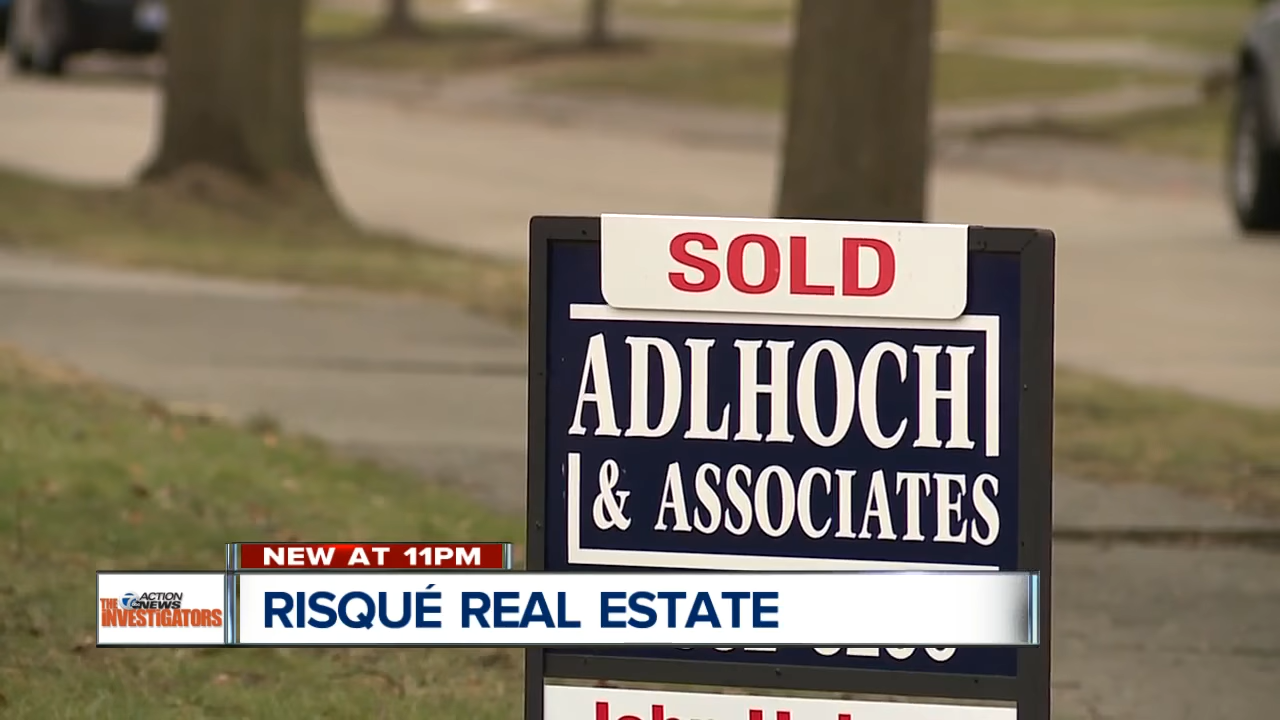 SOLD
ADLHOCH
& ASSOCIATES
NEW AT 11PM
THE 7 ACTION NEWS INVESTIGATORS
RISQUÉ REAL ESTATE